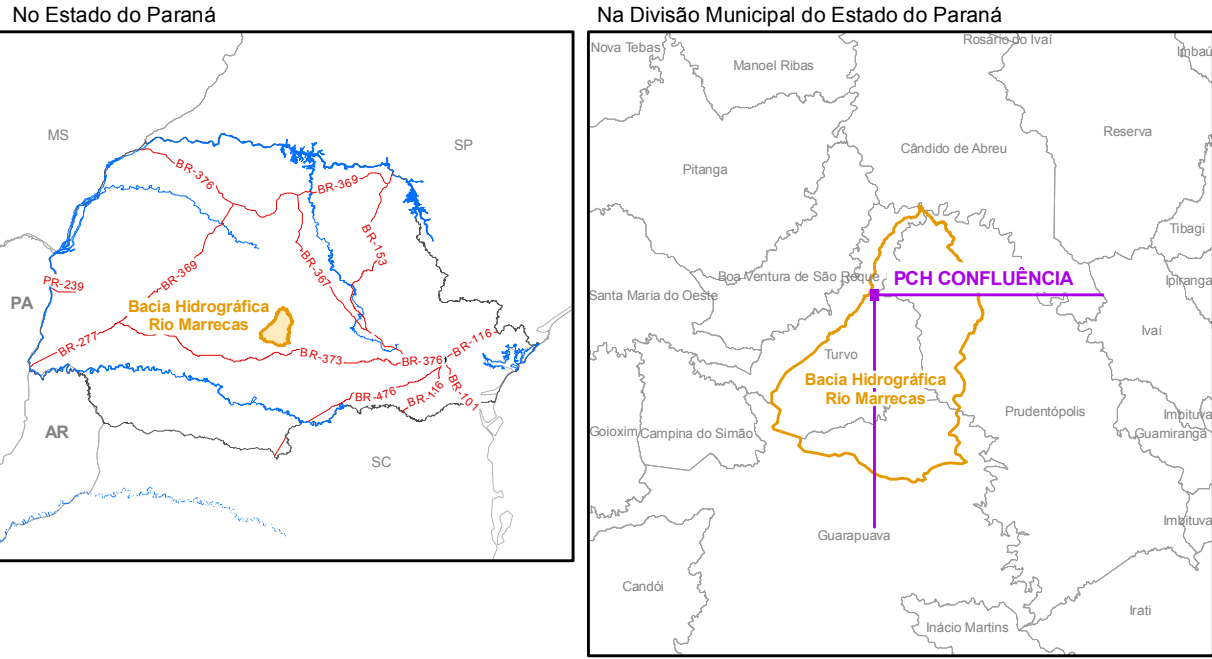 No Estado do Paraná
MS
SP
BR-376
BR-369
BR-153
BR-367
BR-369
PR-239
PA
Bacia Hidrográfica
Rio Marrecas
BR-277
BR-373
BR-376
BR-116
BR-476
BR-116
BR-101
AR
SC
Na Divisão Municipal do Estado do Paraná
Nova Tebas
Rosário do Ivaí
Imbaú
Manoel Ribas
Reserva
Cândido de Abreu
Pitanga
Tibagi
Boa Ventura de São Roque
PCH CONFLUÊNCIA
Ipiranga
Santa Maria do Oeste
Ivaí
Turvo
Bacia Hidrográfica
Rio Marrecas
Prudentópolis
Imbituva
Goioxim
Campina do Simão
Guamiranga
Imbituva
Guarapuava
Candói
Irati
Inácio Martins